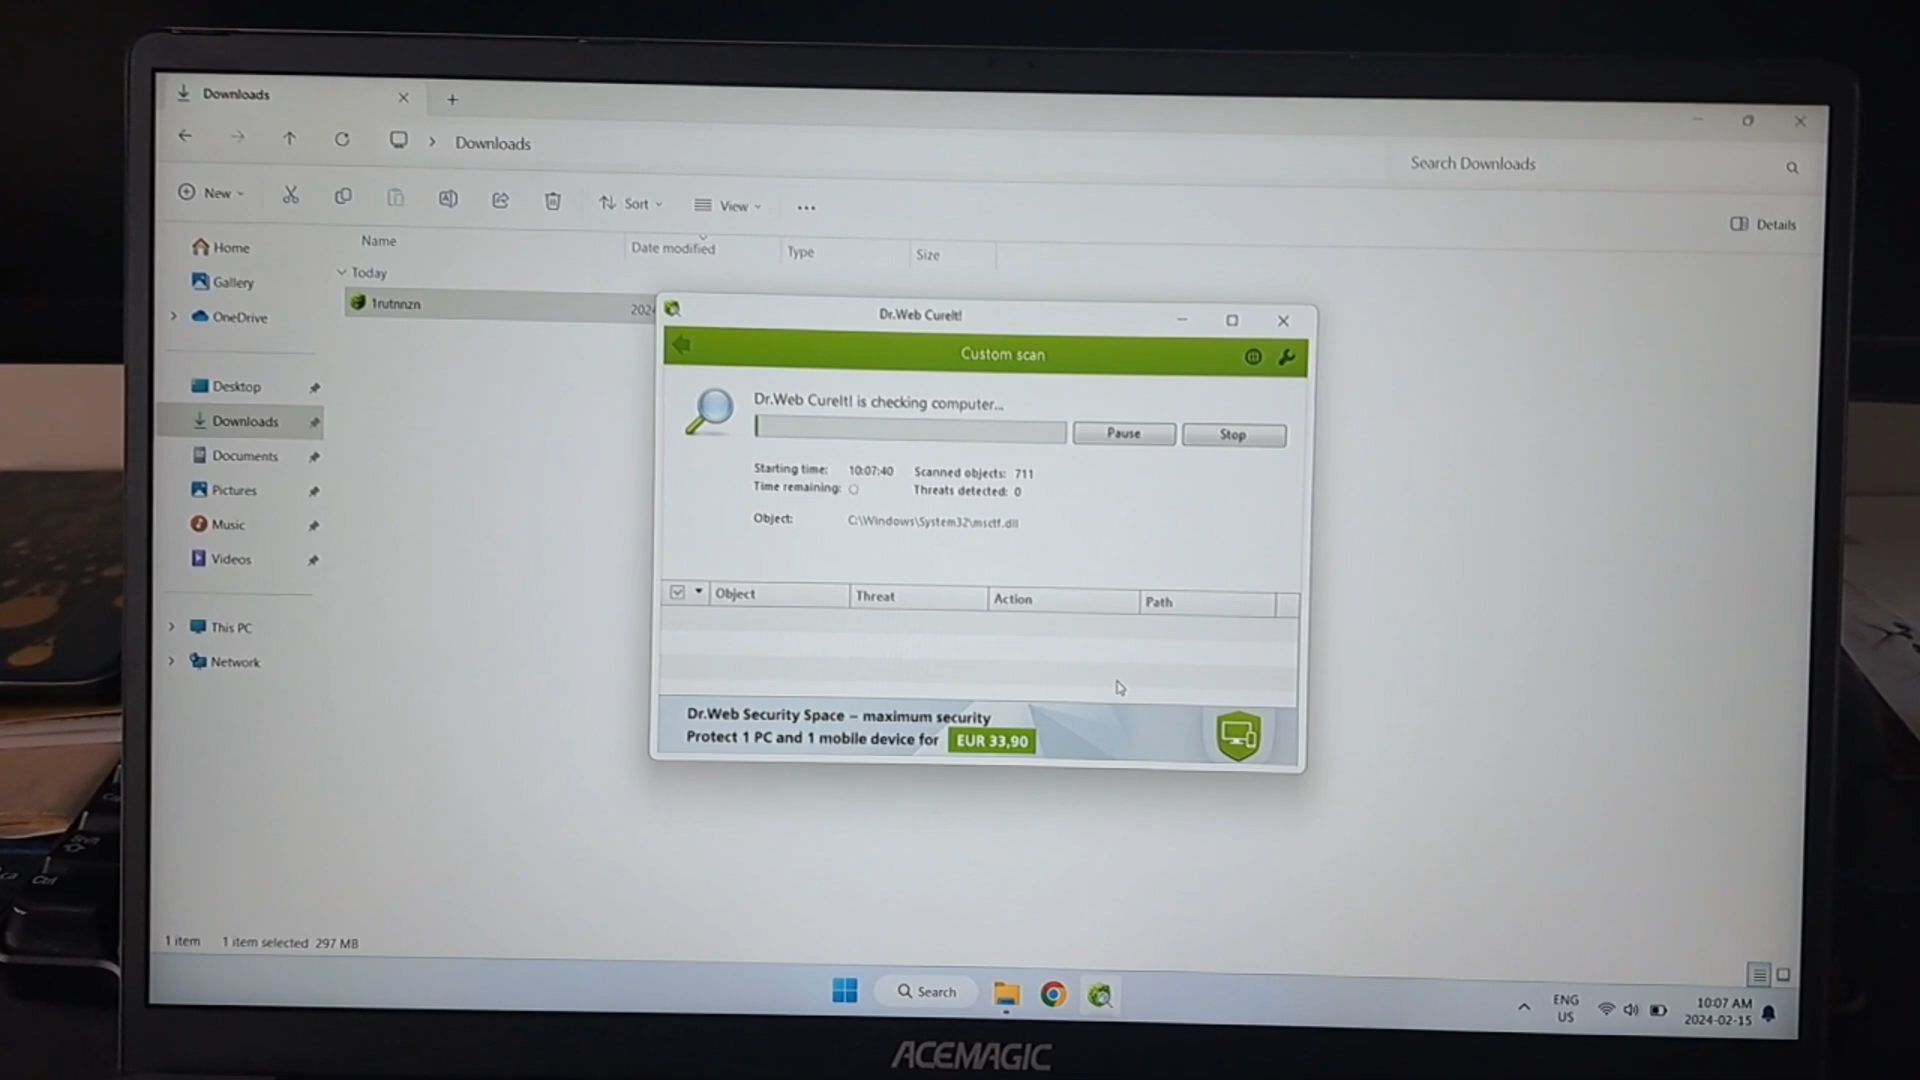 Downloads
Downloads
Search Downloads
New
Sort
View
Details
Home
Gallery
OneDrive
Desktop
Downloads
Documents
Pictures
Music
Videos
This PC
Network
Name
Date modified
Type
Size
Today
1rutnnzn
2024
Dr.Web CureIt!
Custom scan
Dr.Web CureIt! is checking computer...
Pause
Stop
Starting time: 10:07:40 Scanned objects: 711
Time remaining: Threats detected: 0
Object: C:\Windows\System32\msctf.dll
Object Threat Action Path
Dr.Web Security Space – maximum security
Protect 1 PC and 1 mobile device for EUR 33,90
1 item 1 item selected 297 MB
Search
ENG
US
10:07 AM
2024-02-15
ACEMAGIC
Ctrl